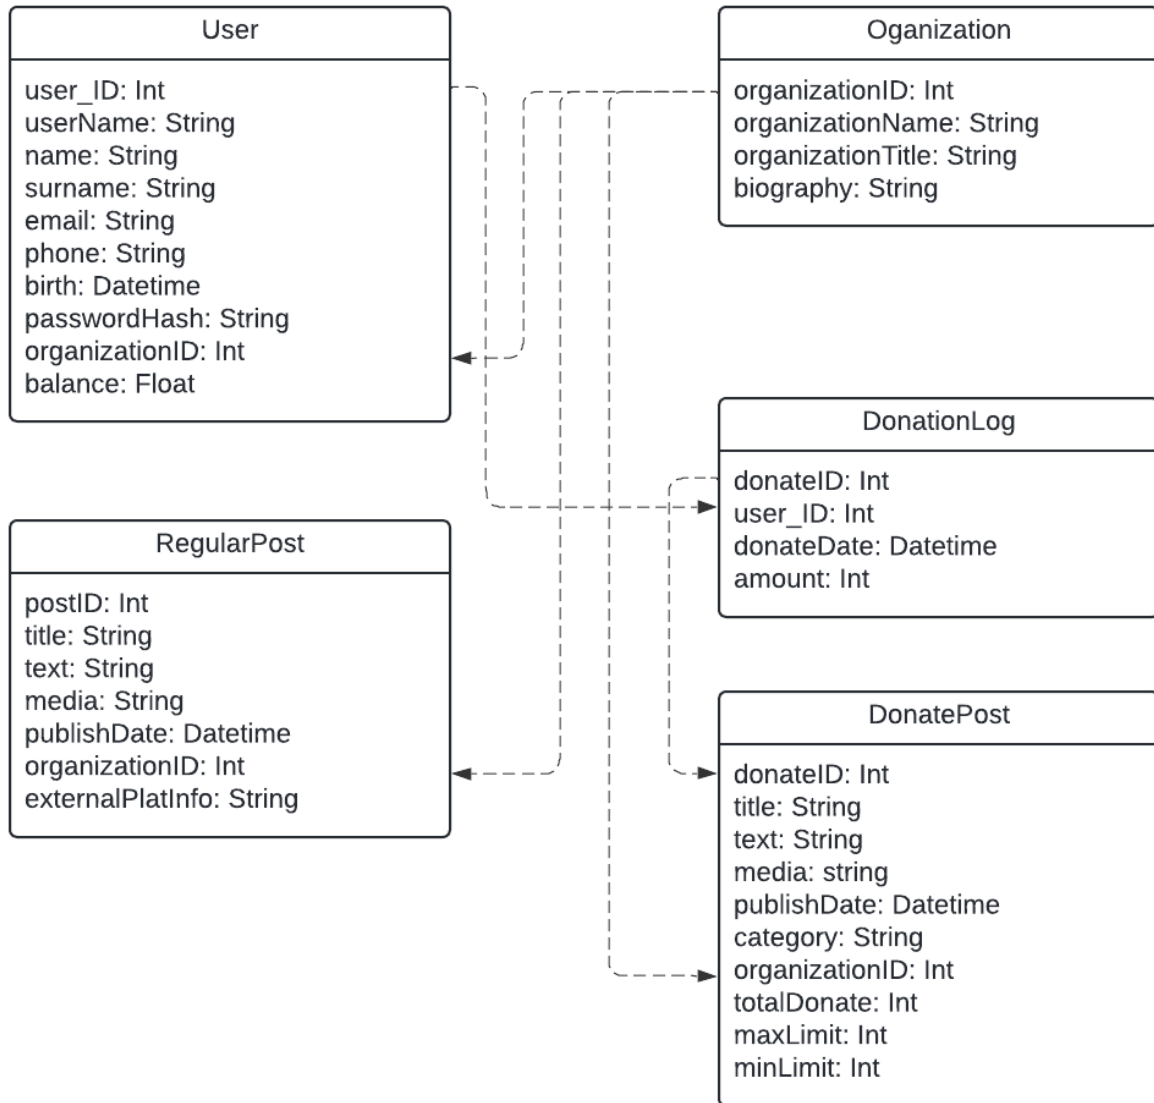 User
user_ID: Int
userName: String
name: String
surname: String
email: String
phone: String
birth: Datetime
passwordHash: String
organizationID: Int
balance: Float
Oganization
organizationID: Int
organizationName: String
organizationTitle: String
biography: String
DonationLog
donateID: Int
user_ID: Int
donateDate: Datetime
amount: Int
RegularPost
postID: Int
title: String
text: String
media: String
publishDate: Datetime
organizationID: Int
externalPlatInfo: String
DonatePost
donateID: Int
title: String
text: String
media: string
publishDate: Datetime
category: String
organizationID: Int
totalDonate: Int
maxLimit: Int
minLimit: Int